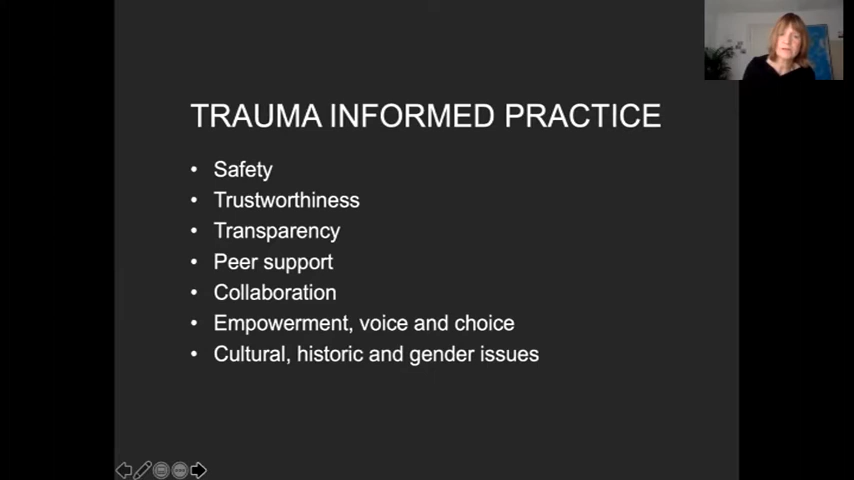 TRAUMA INFORMED PRACTICE
• Safety
• Trustworthiness
• Transparency
• Peer support
• Collaboration
• Empowerment, voice and choice
• Cultural, historic and gender issues